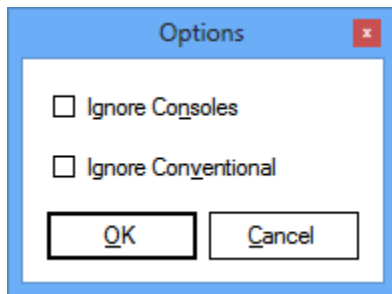 Options
x
Ignore Consoles
Ignore Conventional
OK
Cancel